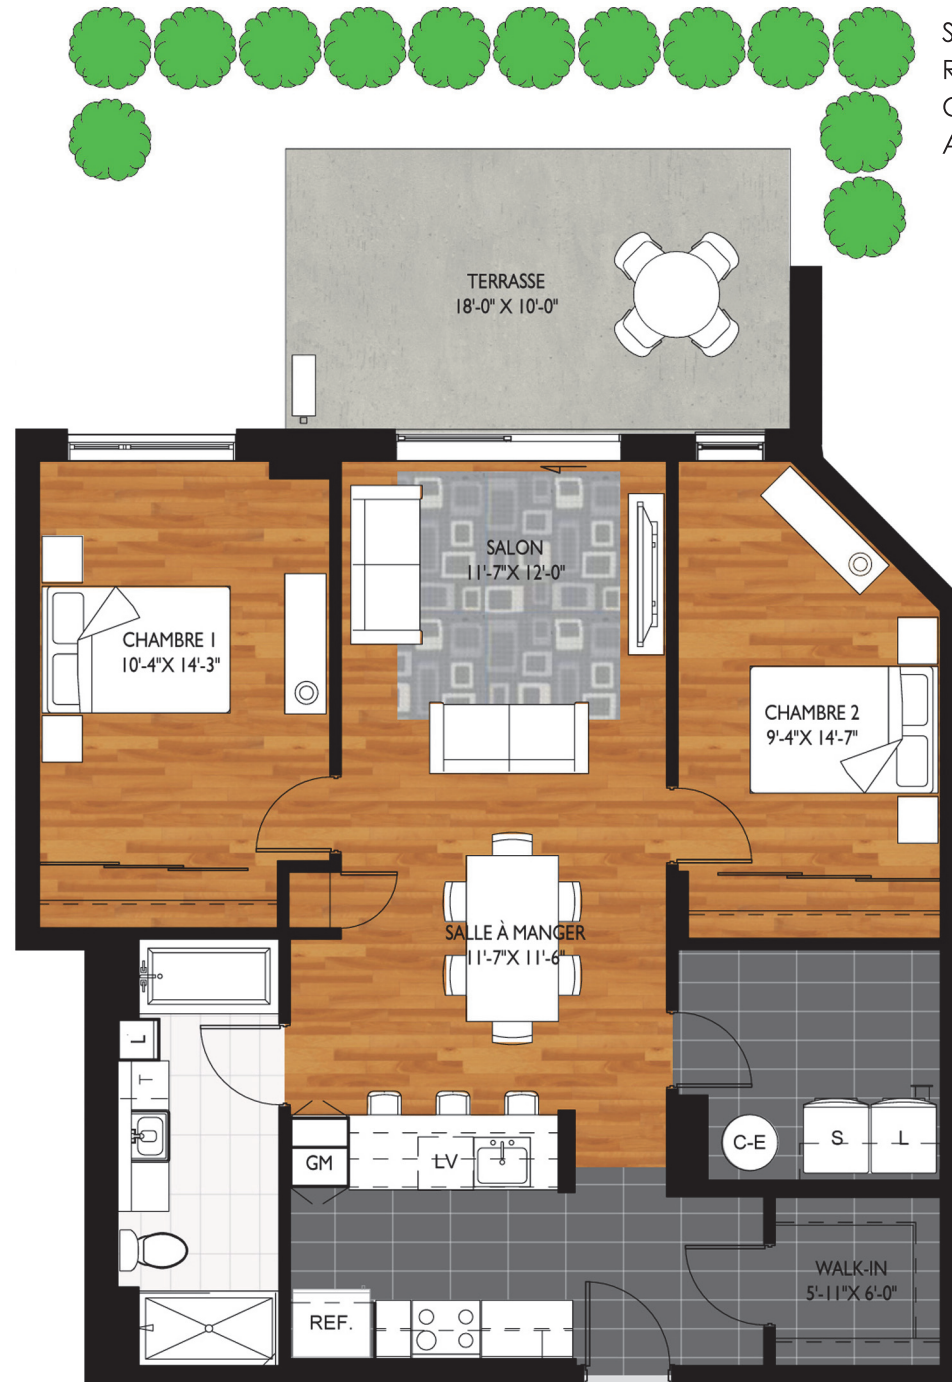 S
R
C
A
TERRASSE
18'-0" X 10'-0"
SALON
11'-7"X 12'-0"
CHAMBRE 1
10'-4"X 14'-3"
CHAMBRE 2
9'-4"X 14'-7"
SALLE À MANGER
11'-7"X 11'-6"
L
T
GM
LV
C-E
S
L
REF.
WALK-IN
5'-11"X 6'-0"